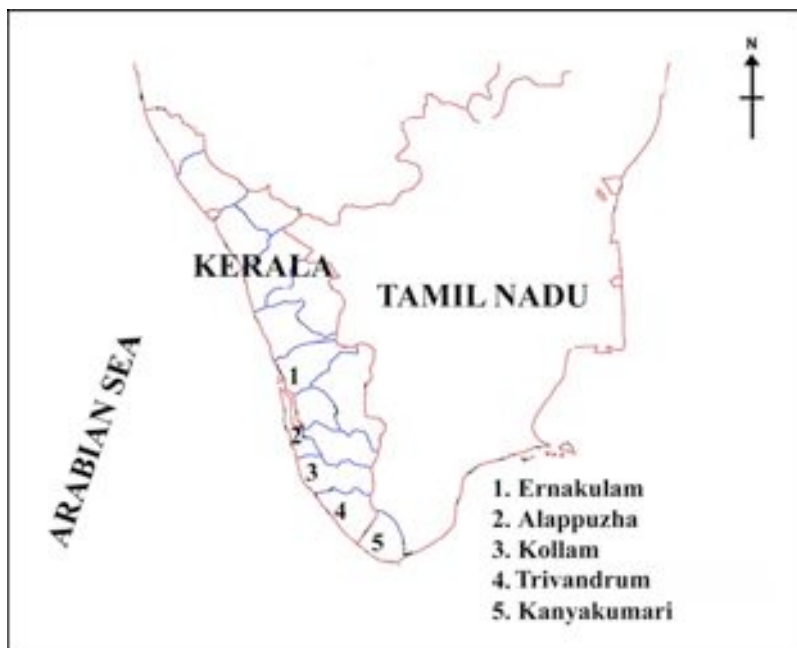 N
KERALA
TAMIL NADU
ARABIAN SEA
1
2
3
4
5
1. Ernakulam
2. Alappuzha
3. Kollam
4. Trivandrum
5. Kanyakumari